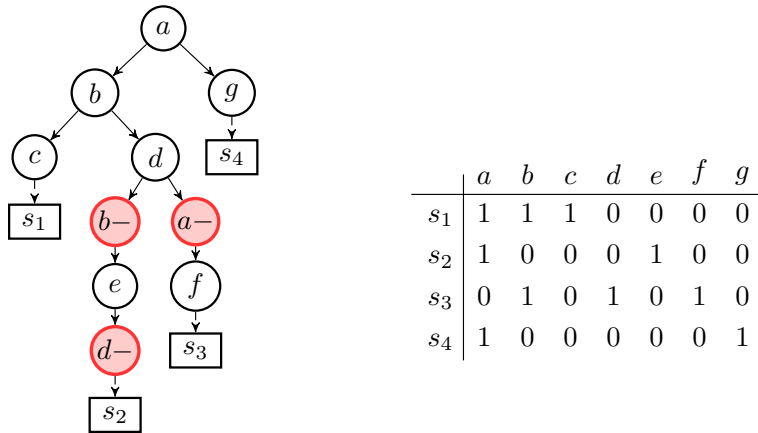 a
b
g
c
d
s₄
s₁
b−
a−
e
f
d−
s₃
s₂
a b c d e f g
s₁ 1 1 1 0 0 0 0
s₂ 1 0 0 0 1 0 0
s₃ 0 1 0 1 0 1 0
s₄ 1 0 0 0 0 0 1